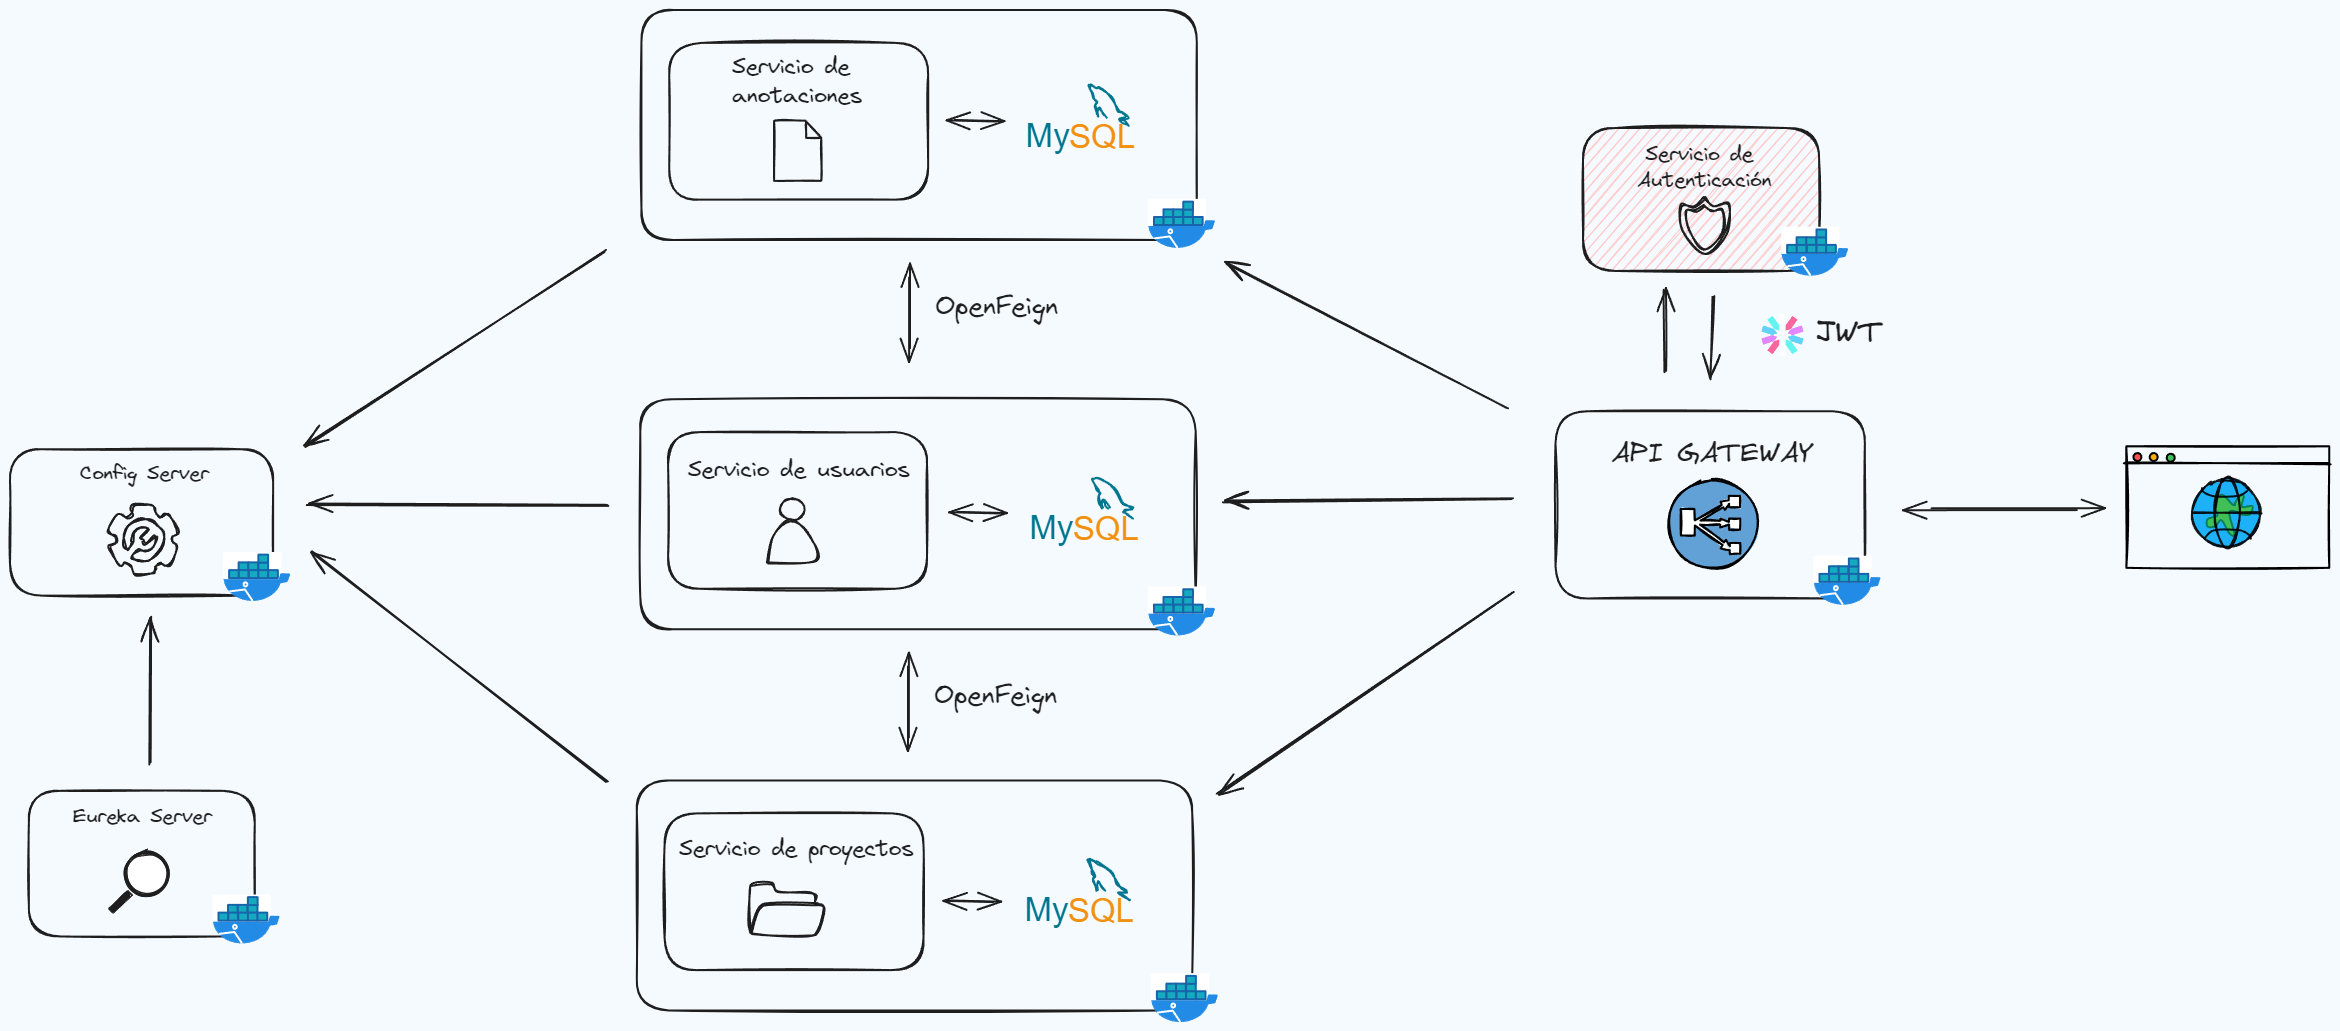 Servicio de
anotaciones
MySQL
OpenFeign
Servicio de
Autenticación
JWT
Config Server
Servicio de usuarios
MySQL
API GATEWAY
OpenFeign
Eureka Server
Servicio de proyectos
MySQL